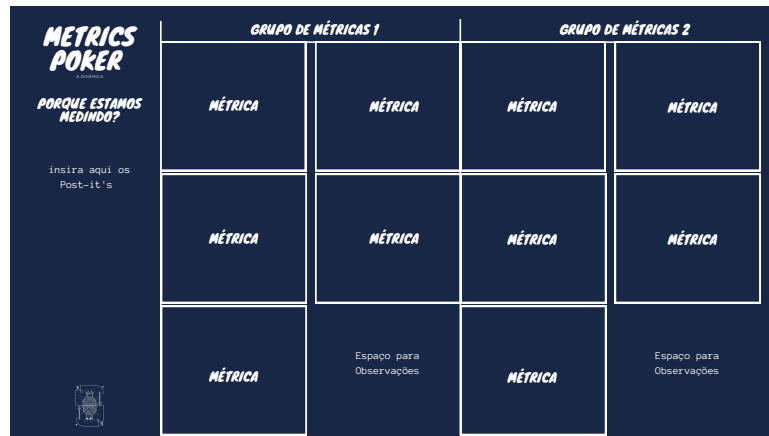 METRICS
POKER
A DINÂMICA
PORQUE ESTAMOS
MEDINDO?
insira aqui os
Post-it's
GRUPO DE MÉTRICAS 1
GRUPO DE MÉTRICAS 2
MÉTRICA
MÉTRICA
MÉTRICA
MÉTRICA
MÉTRICA
MÉTRICA
MÉTRICA
MÉTRICA
MÉTRICA
Espaço para
Observações
MÉTRICA
Espaço para
Observações